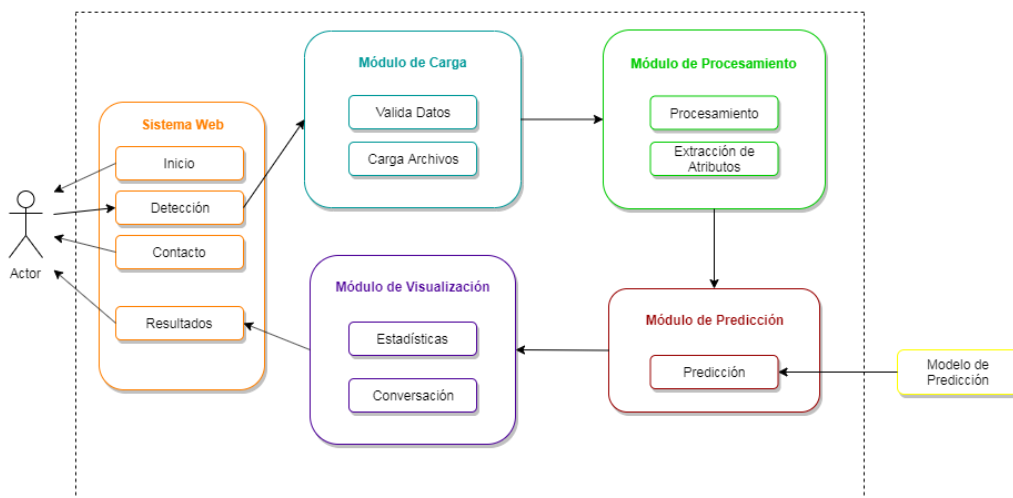 Módulo de Carga
Valida Datos
Carga Archivos
Módulo de Procesamiento
Procesamiento
Extracción de
Atributos
Sistema Web
Inicio
Detección
Contacto
Resultados
Actor
Módulo de Visualización
Estadísticas
Conversación
Módulo de Predicción
Predicción
Modelo de
Predicción